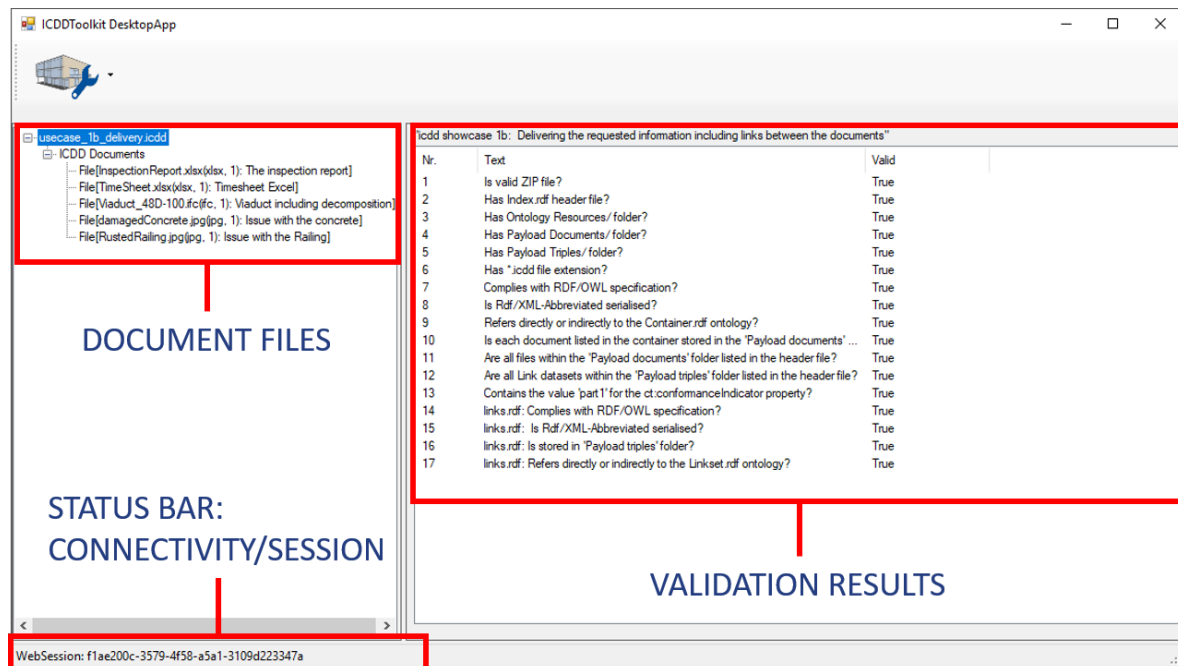 ICDDToolkit DesktopApp
usecase_1b_delivery.icdd
ICDD Documents
File[InspectionReport.xlsx(xlsx, 1): The inspection report]
File[TimeSheet.xlsx(xlsx, 1): Timesheet Excel]
File[Viaduct_48D-100.ifc(ifc, 1): Viaduct including decomposition]
File[damagedConcrete.jpg(jpg, 1): Issue with the concrete]
File[RustedRailing.jpg(jpg, 1): Issue with the Railing]
DOCUMENT FILES
STATUS BAR:
CONNECTIVITY/SESSION
WebSession: f1ae200c-3579-4f58-a5a1-3109d223347a
"icdd showcase 1b: Delivering the requested information including links between the documents"
Nr. Text Valid
1 Is valid ZIP file? True
2 Has Index.rdf header file? True
3 Has Ontology Resources/ folder? True
4 Has Payload Documents/ folder? True
5 Has Payload Triples/ folder? True
6 Has *.icdd file extension? True
7 Complies with RDF/OWL specification? True
8 Is Rdf/XML-Abbreviated serialised? True
9 Refers directly or indirectly to the Container.rdf ontology? True
10 Is each document listed in the container stored in the 'Payload documents' ... True
11 Are all files within the 'Payload documents' folder listed in the header file? True
12 Are all Link datasets within the 'Payload triples' folder listed in the header file? True
13 Contains the value 'part1' for the ct:conformanceIndicator property? True
14 links.rdf: Complies with RDF/OWL specification? True
15 links.rdf: Is Rdf/XML-Abbreviated serialised? True
16 links.rdf: Is stored in 'Payload triples' folder? True
17 links.rdf: Refers directly or indirectly to the Linkset.rdf ontology? True
VALIDATION RESULTS